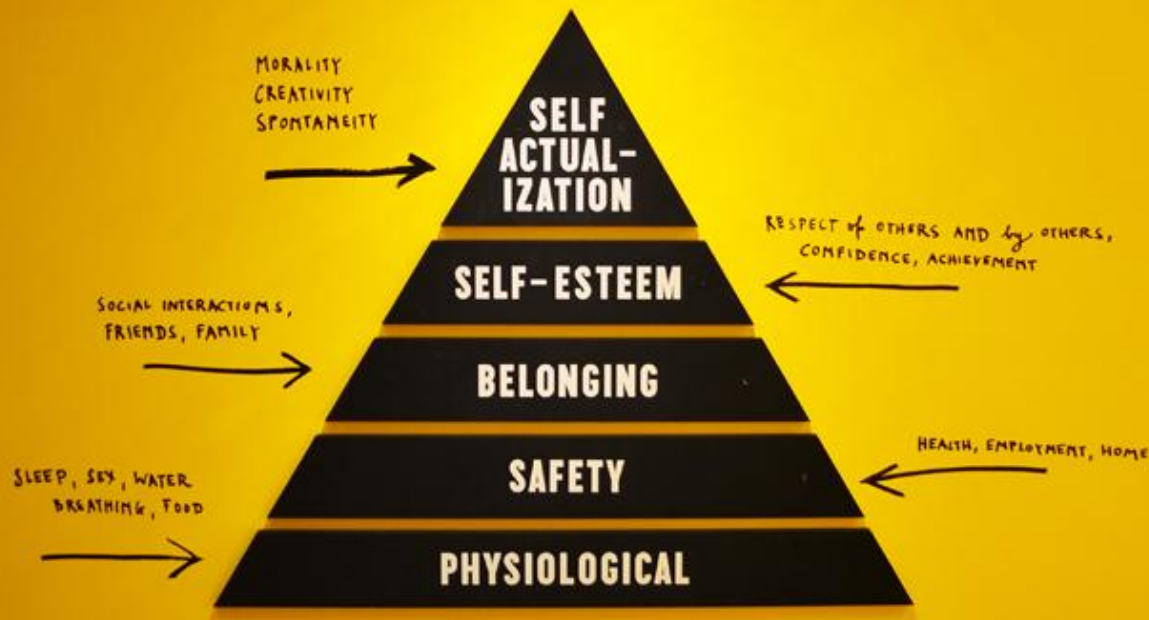 MORALITY
CREATIVITY
SPONTANEITY
SELF
ACTUAL-
IZATION
RESPECT of OTHERS AND by OTHERS,
CONFIDENCE, ACHIEVEMENT
SELF-ESTEEM
SOCIAL INTERACTIONS,
FRIENDS, FAMILY
BELONGING
HEALTH, EMPLOYMENT, HOME
SAFETY
SLEEP, SEX, WATER
BREATHING, FOOD
PHYSIOLOGICAL